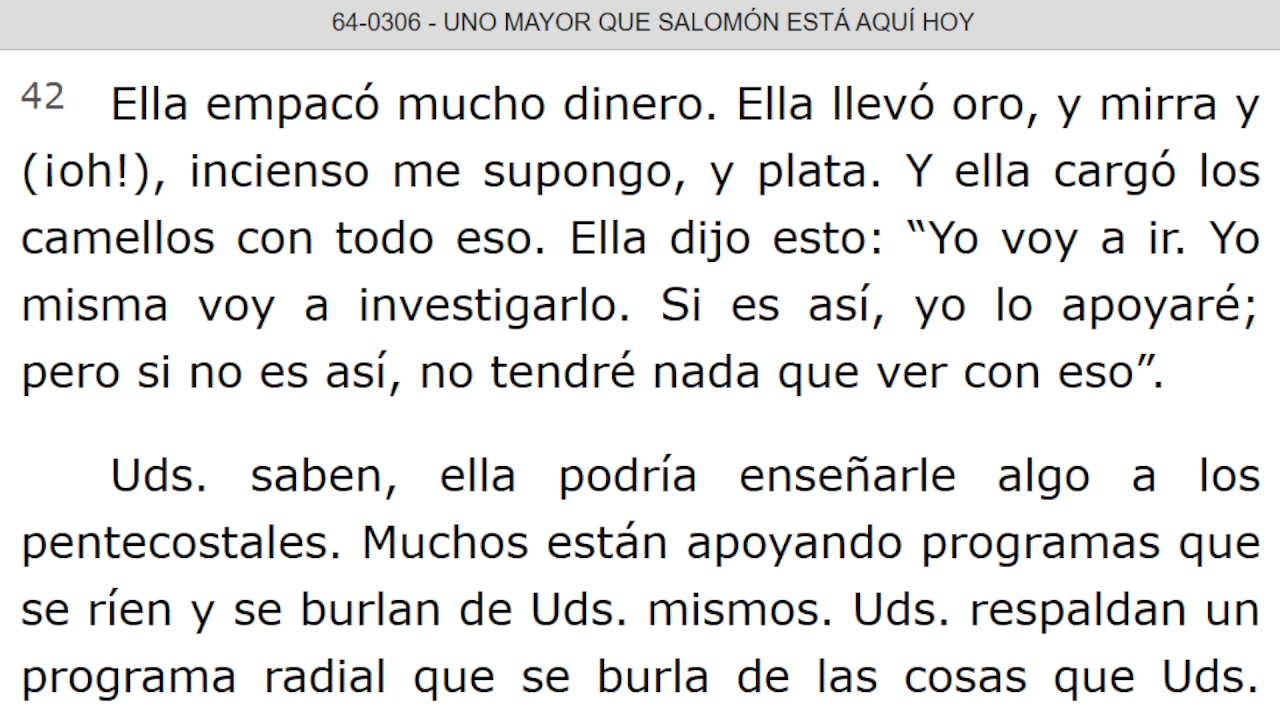 64-0306 - UNO MAYOR QUE SALOMÓN ESTÁ AQUÍ HOY
42 Ella empacó mucho dinero. Ella llevó oro, y mirra y
(¡oh!), incienso me supongo, y plata. Y ella cargó los
camellos con todo eso. Ella dijo esto: “Yo voy a ir. Yo
misma voy a investigarlo. Si es así, yo lo apoyaré;
pero si no es así, no tendré nada que ver con eso”.
Uds. saben, ella podría enseñarle algo a los
pentecostales. Muchos están apoyando programas que
se ríen y se burlan de Uds. mismos. Uds. respaldan un
programa radial que se burla de las cosas que Uds.